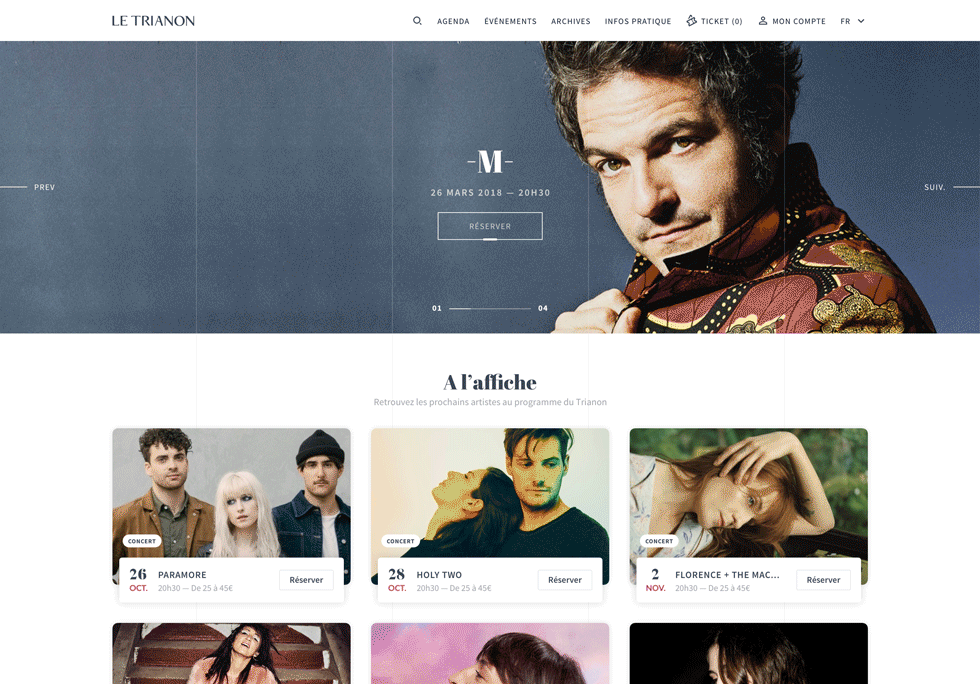 LE TRIANON
AGENDA
ÉVÉNEMENTS
ARCHIVES
INFOS PRATIQUE
TICKET (0)
MON COMPTE
FR
-M-
26 MARS 2018 — 20H30
RÉSERVER
PREV
SUIV.
01
04
A l'affiche
Retrouvez les prochains artistes au programme du Trianon
CONCERT
26 OCT.
PARAMORE
20h30 — De 25 à 45€
Réserver
CONCERT
28 OCT.
HOLY TWO
20h30 — De 25 à 45€
Réserver
CONCERT
2 NOV.
FLORENCE + THE MAC...
20h30 — De 25 à 45€
Réserver